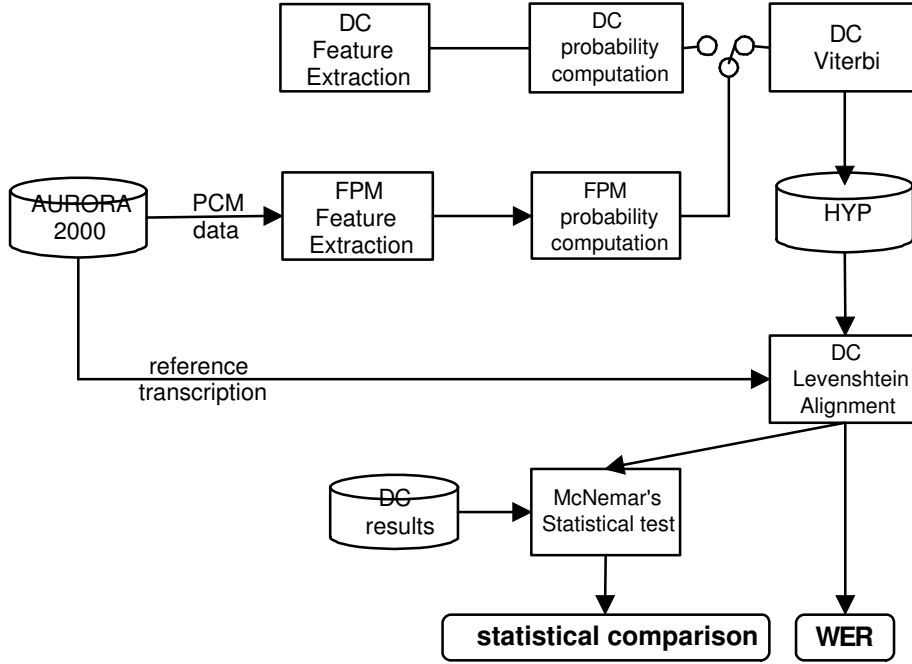 DC
Feature
Extraction
DC
probability
computation
DC
Viterbi
AURORA
2000
PCM
data
FPM
Feature
Extraction
FPM
probability
computation
HYP
reference
transcription
DC
Levenshtein
Alignment
DC
results
McNemar's
Statistical test
statistical comparison
WER